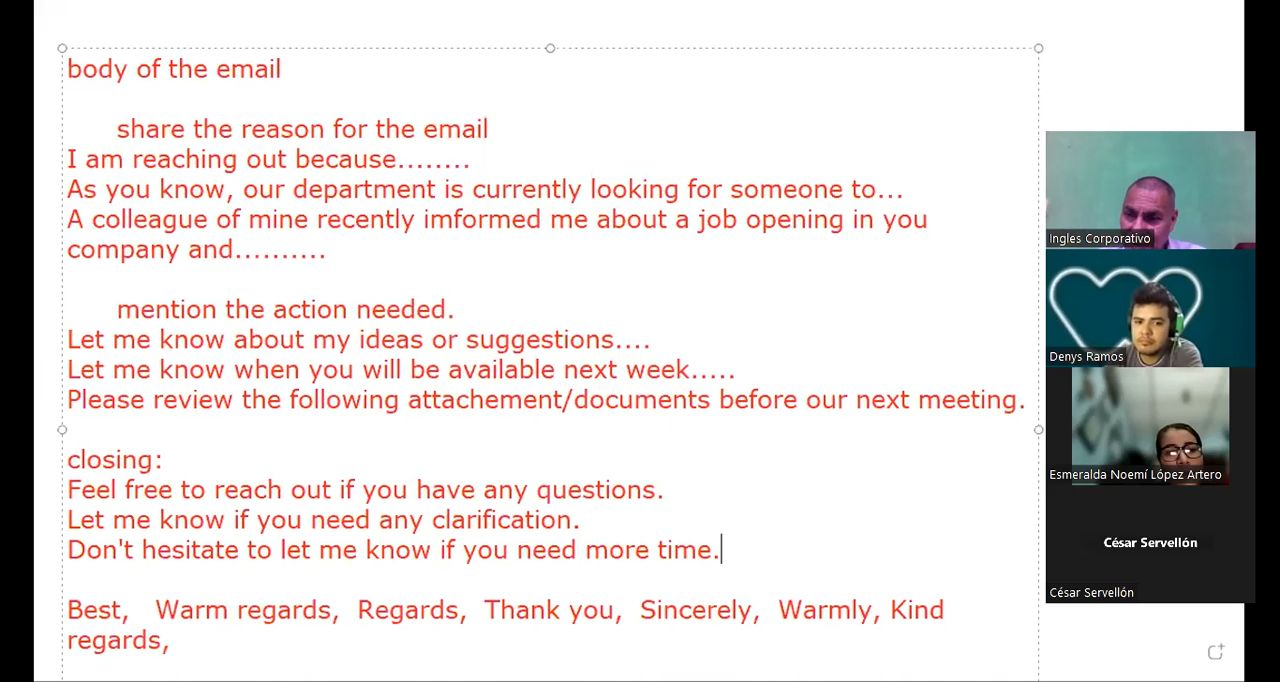 body of the email
share the reason for the email
I am reaching out because........
As you know, our department is currently looking for someone to...
A colleague of mine recently imformed me about a job opening in you
company and..........
mention the action needed.
Let me know about my ideas or suggestions....
Let me know when you will be available next week.....
Please review the following attachement/documents before our next meeting.
closing:
Feel free to reach out if you have any questions.
Let me know if you need any clarification.
Don't hesitate to let me know if you need more time.
Best,   Warm regards,  Regards,  Thank you,  Sincerely,  Warmly, Kind
regards,
Ingles Corporativo
Denys Ramos
Esmeralda Noemí López Artero
César Servellón
César Servellón